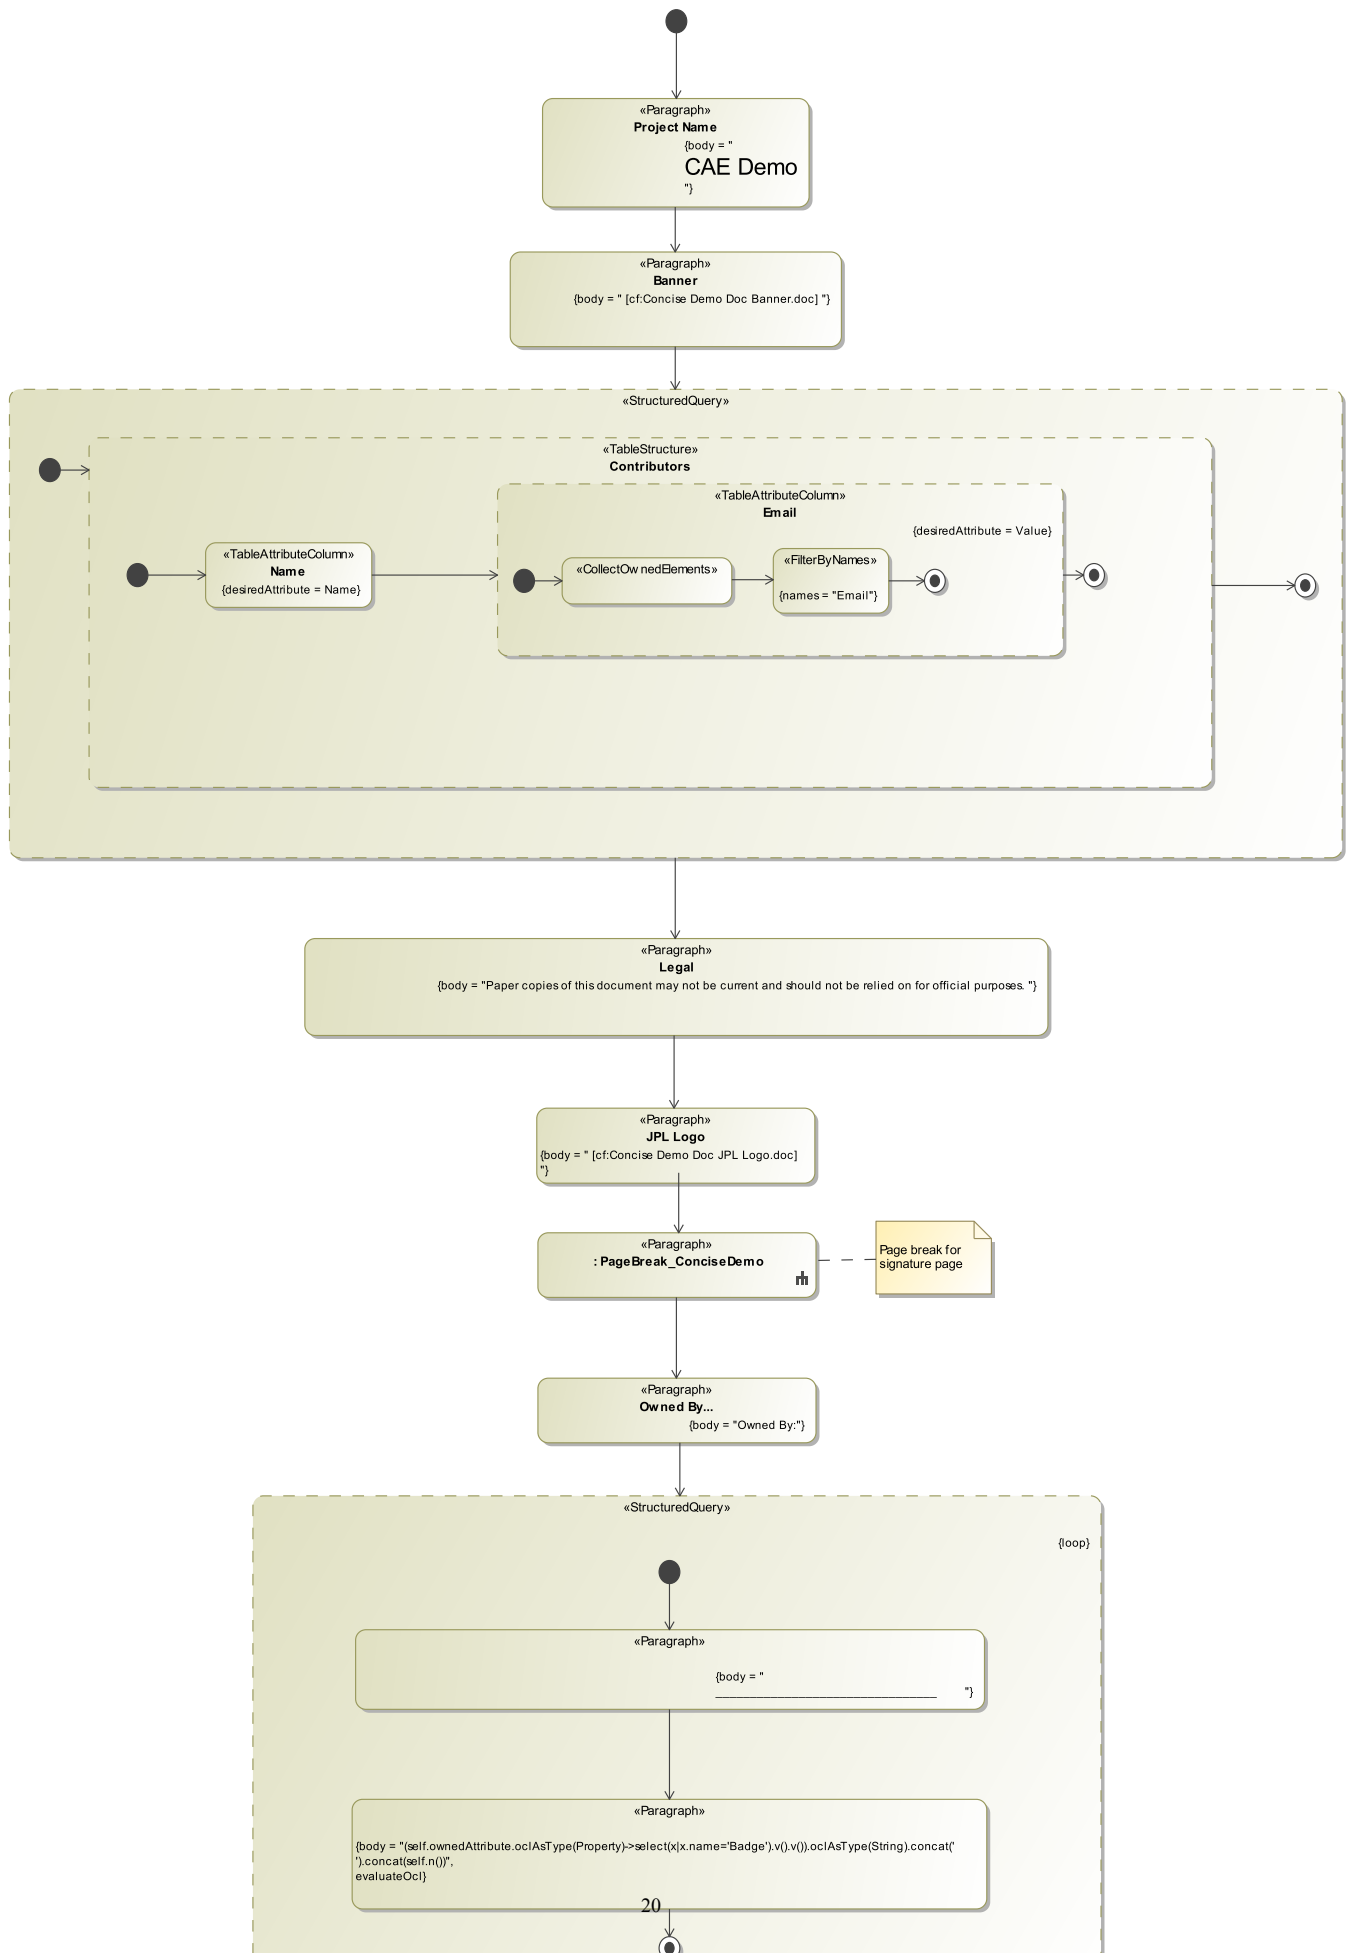 «Paragraph»
Project Name
{body = "
CAE Demo
"}
«Paragraph»
Banner
{body = " [cf:Concise Demo Doc Banner.doc] "}
«StructuredQuery»
«TableStructure»
Contributors
«TableAttributeColumn»
Email
{desiredAttribute = Value}
«TableAttributeColumn»
Name
{desiredAttribute = Name}
«CollectOwnedElements»
«FilterByNames»
{names = "Email"}
«Paragraph»
Legal
{body = "Paper copies of this document may not be current and should not be relied on for official purposes. "}
«Paragraph»
JPL Logo
{body = " [cf:Concise Demo Doc JPL Logo.doc]
"}
«Paragraph»
: PageBreak_ConciseDemo
Page break for
signature page
«Paragraph»
Owned By...
{body = "Owned By:"}
«StructuredQuery»
{loop}
«Paragraph»
{body = "
________________________________ "}
«Paragraph»
{body = "(self.ownedAttribute.oclAsType(Property)->select(x|x.name='Badge').v().v()).oclAsType(String).concat('
').concat(self.n())",
evaluateOcl}
20